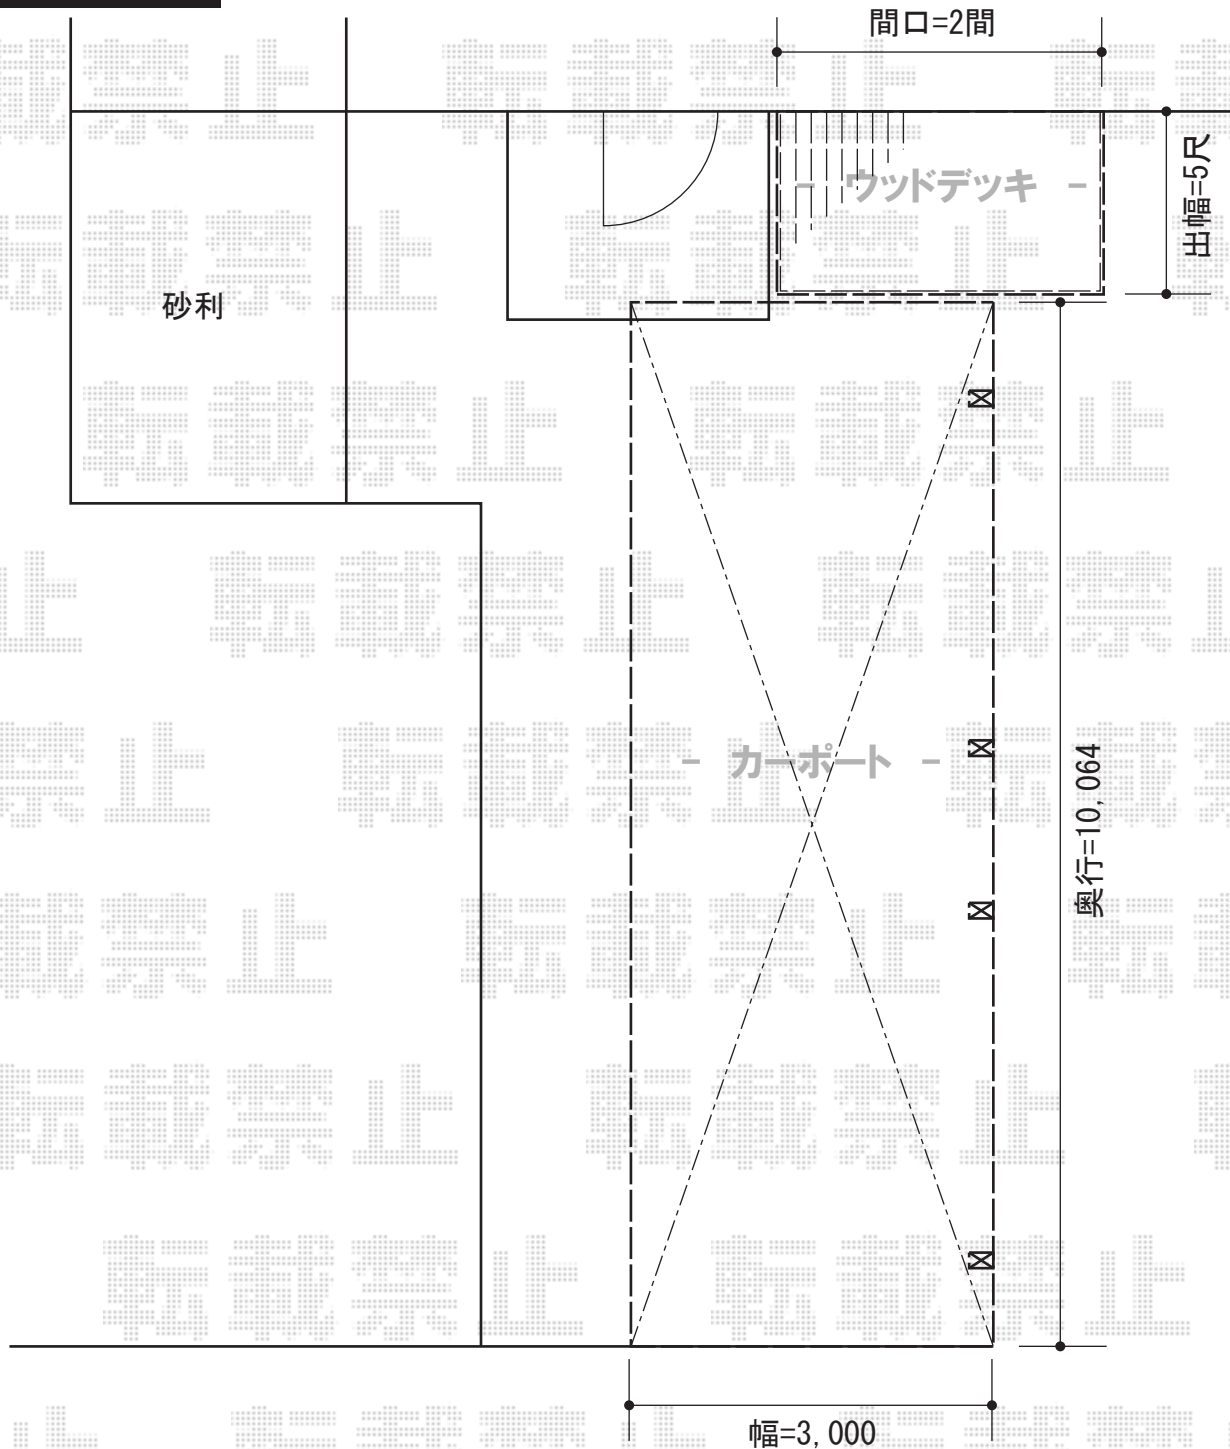 間口=2間
出幅=5尺
- ウッドデッキ -
砂利
- カーポート -
奥行=10,064
幅=3,000
転載禁止